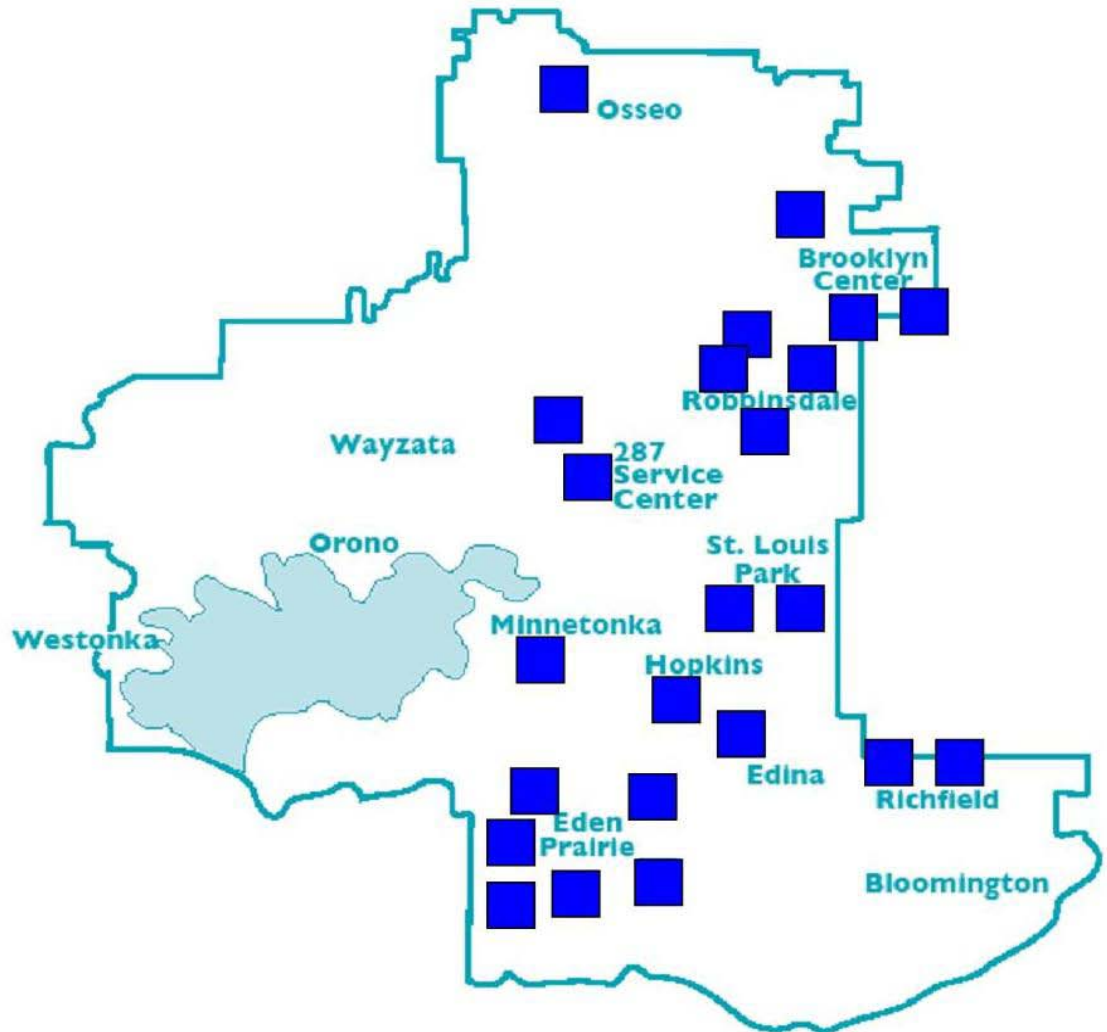 Osseo
Brooklyn
Center
Robbinsdale
Wayzata
287
Service
Center
Orono
St. Louis
Park
Westonka
Minnetonka
Hopkins
Edina
Richfield
Eden
Prairie
Bloomington